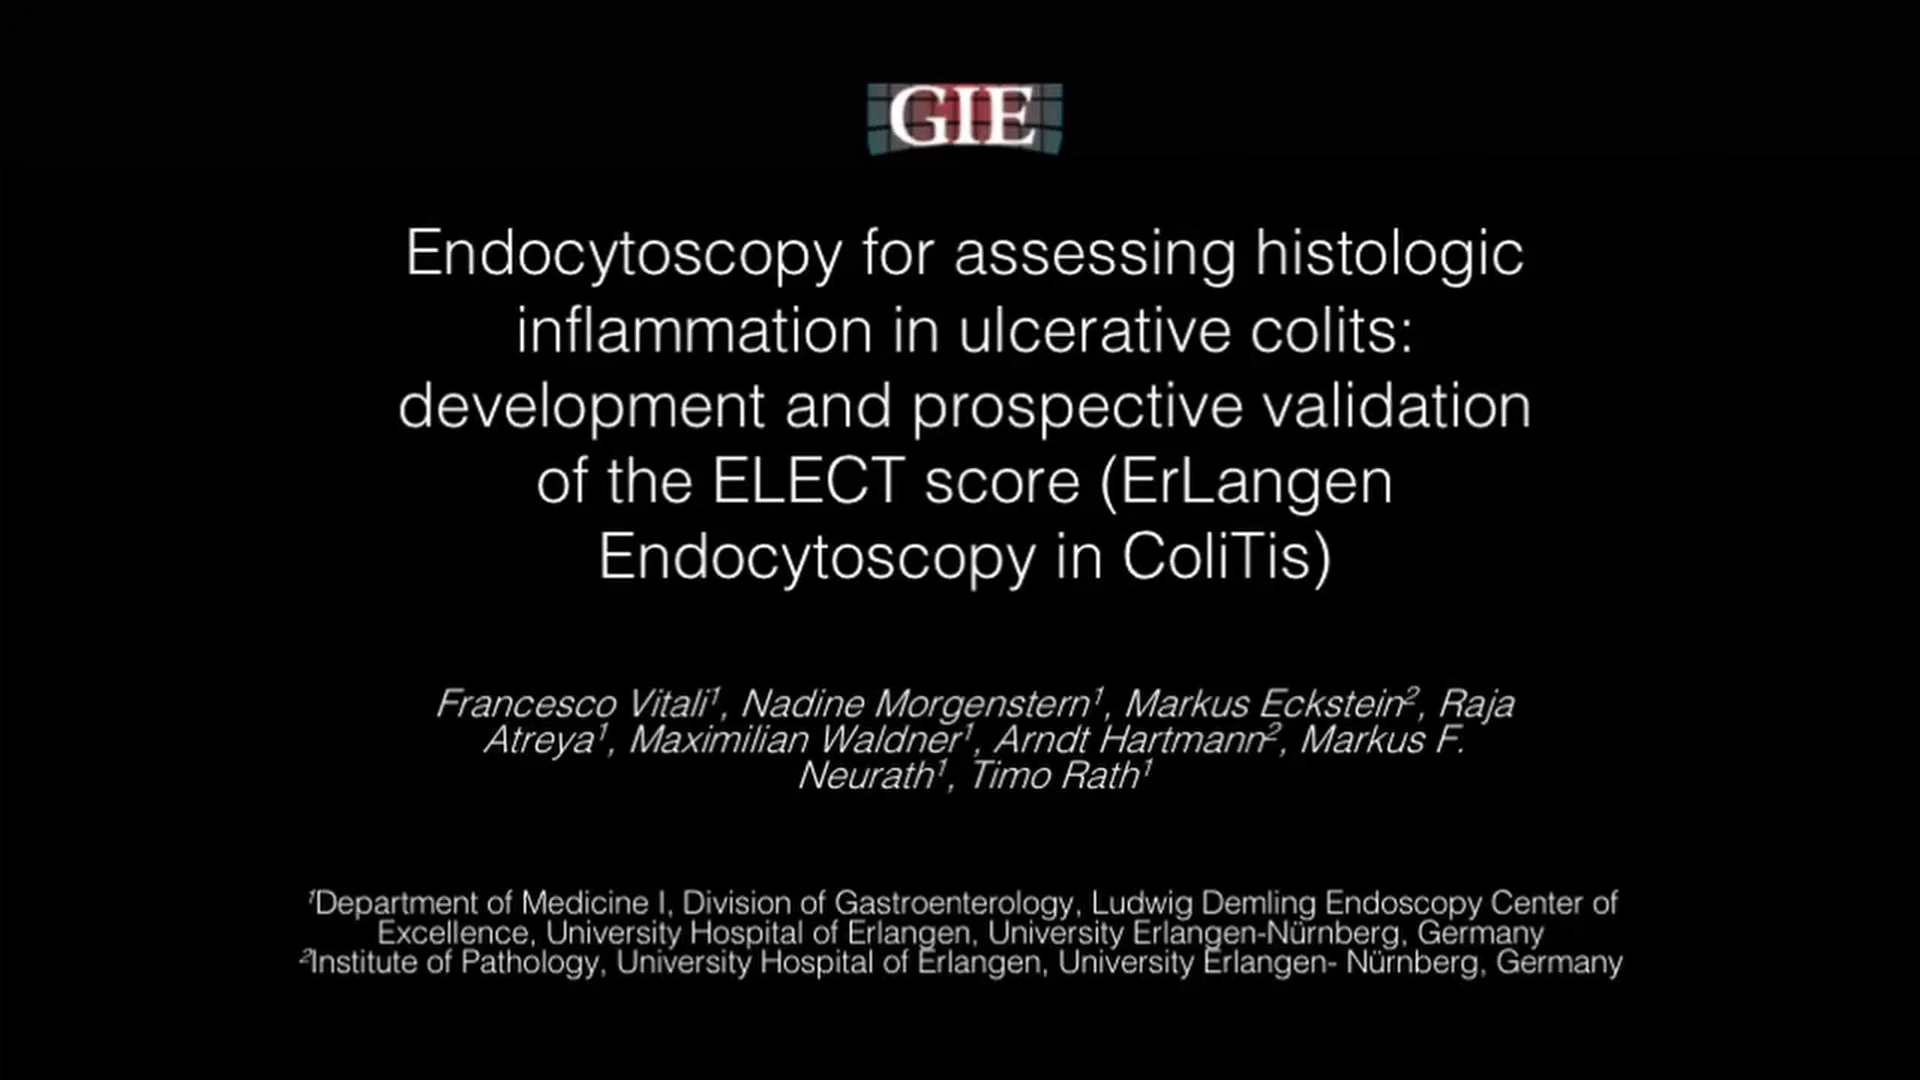 GIE
Endocytoscopy for assessing histologic
inflammation in ulcerative colits:
development and prospective validation
of the ELECT score (ErLangen
Endocytoscopy in ColiTis)
Francesco Vitali¹, Nadine Morgenstern¹, Markus Eckstein², Raja
Atreya¹, Maximilian Waldner¹, Arndt Hartmann², Markus F.
Neurath¹, Timo Rath¹
¹Department of Medicine I, Division of Gastroenterology, Ludwig Demling Endoscopy Center of
Excellence, University Hospital of Erlangen, University Erlangen-Nürnberg, Germany
²Institute of Pathology, University Hospital of Erlangen, University Erlangen- Nürnberg, Germany